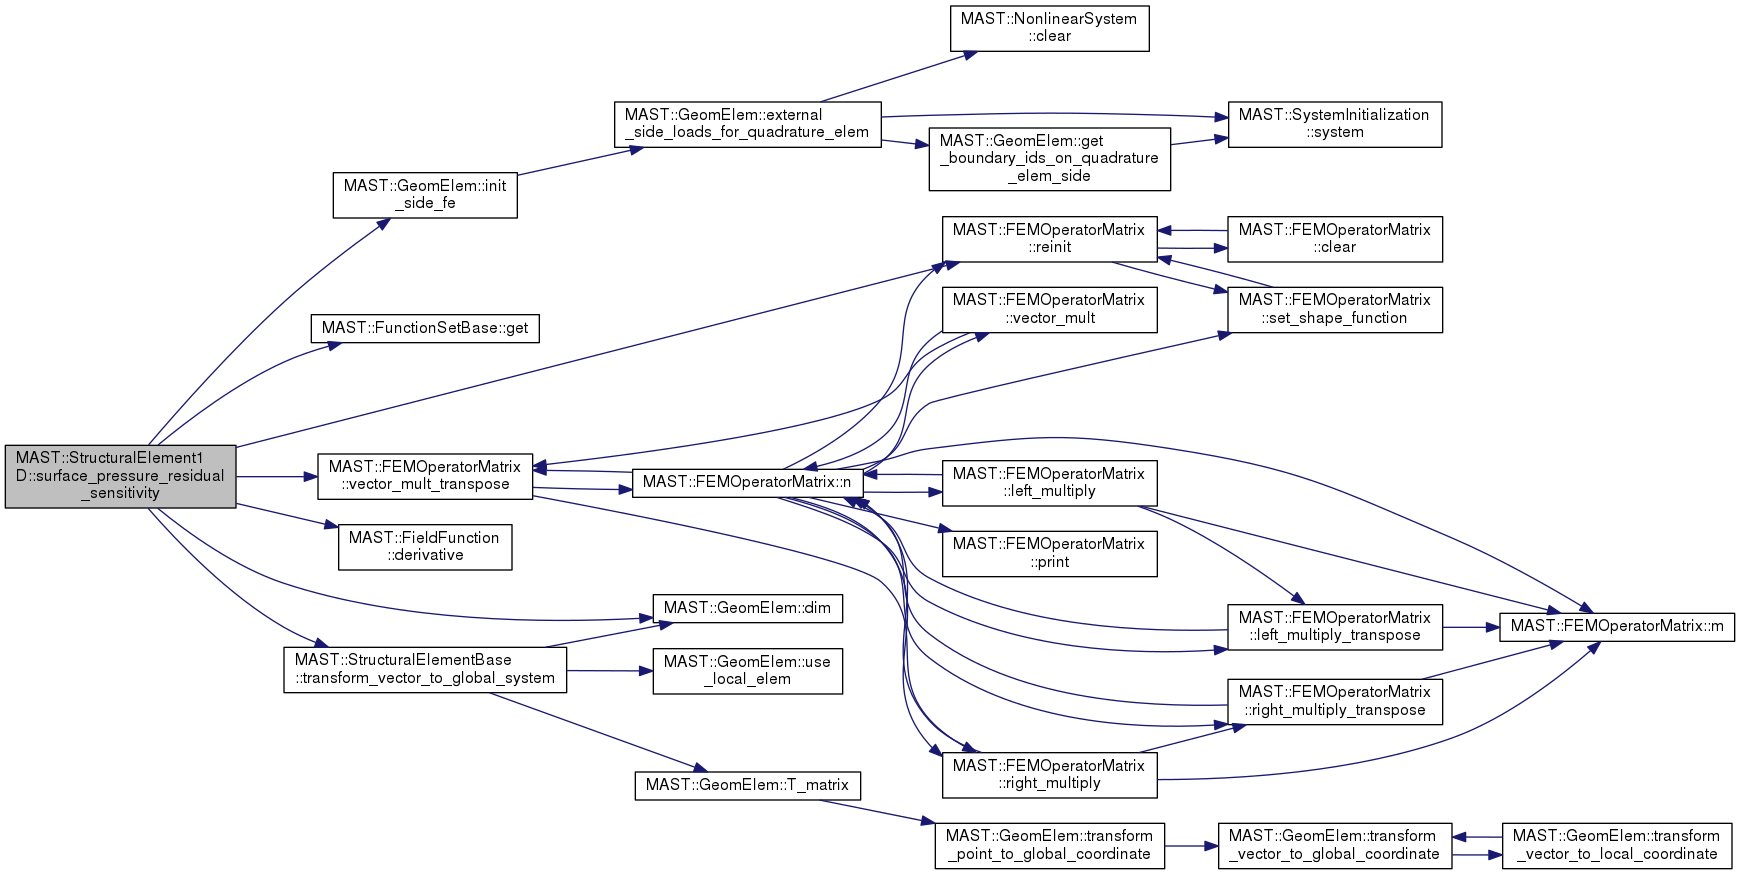 MAST::StructuralElement1
D::surface_pressure_residual
_sensitivity
MAST::GeomElem::init
_side_fe
MAST::GeomElem::external
_side_loads_for_quadrature_elem
MAST::NonlinearSystem
::clear
MAST::SystemInitialization
::system
MAST::GeomElem::get
_boundary_ids_on_quadrature
_elem_side
MAST::FunctionSetBase::get
MAST::FEMOperatorMatrix
::reinit
MAST::FEMOperatorMatrix
::clear
MAST::FEMOperatorMatrix
::set_shape_function
MAST::FEMOperatorMatrix
::vector_mult
MAST::FEMOperatorMatrix
::vector_mult_transpose
MAST::FEMOperatorMatrix::n
MAST::FEMOperatorMatrix
::left_multiply
MAST::FEMOperatorMatrix
::print
MAST::FieldFunction
::derivative
MAST::GeomElem::dim
MAST::FEMOperatorMatrix
::left_multiply_transpose
MAST::FEMOperatorMatrix::m
MAST::StructuralElementBase
::transform_vector_to_global_system
MAST::GeomElem::use
_local_elem
MAST::FEMOperatorMatrix
::right_multiply_transpose
MAST::FEMOperatorMatrix
::right_multiply
MAST::GeomElem::T_matrix
MAST::GeomElem::transform
_point_to_global_coordinate
MAST::GeomElem::transform
_vector_to_global_coordinate
MAST::GeomElem::transform
_vector_to_local_coordinate